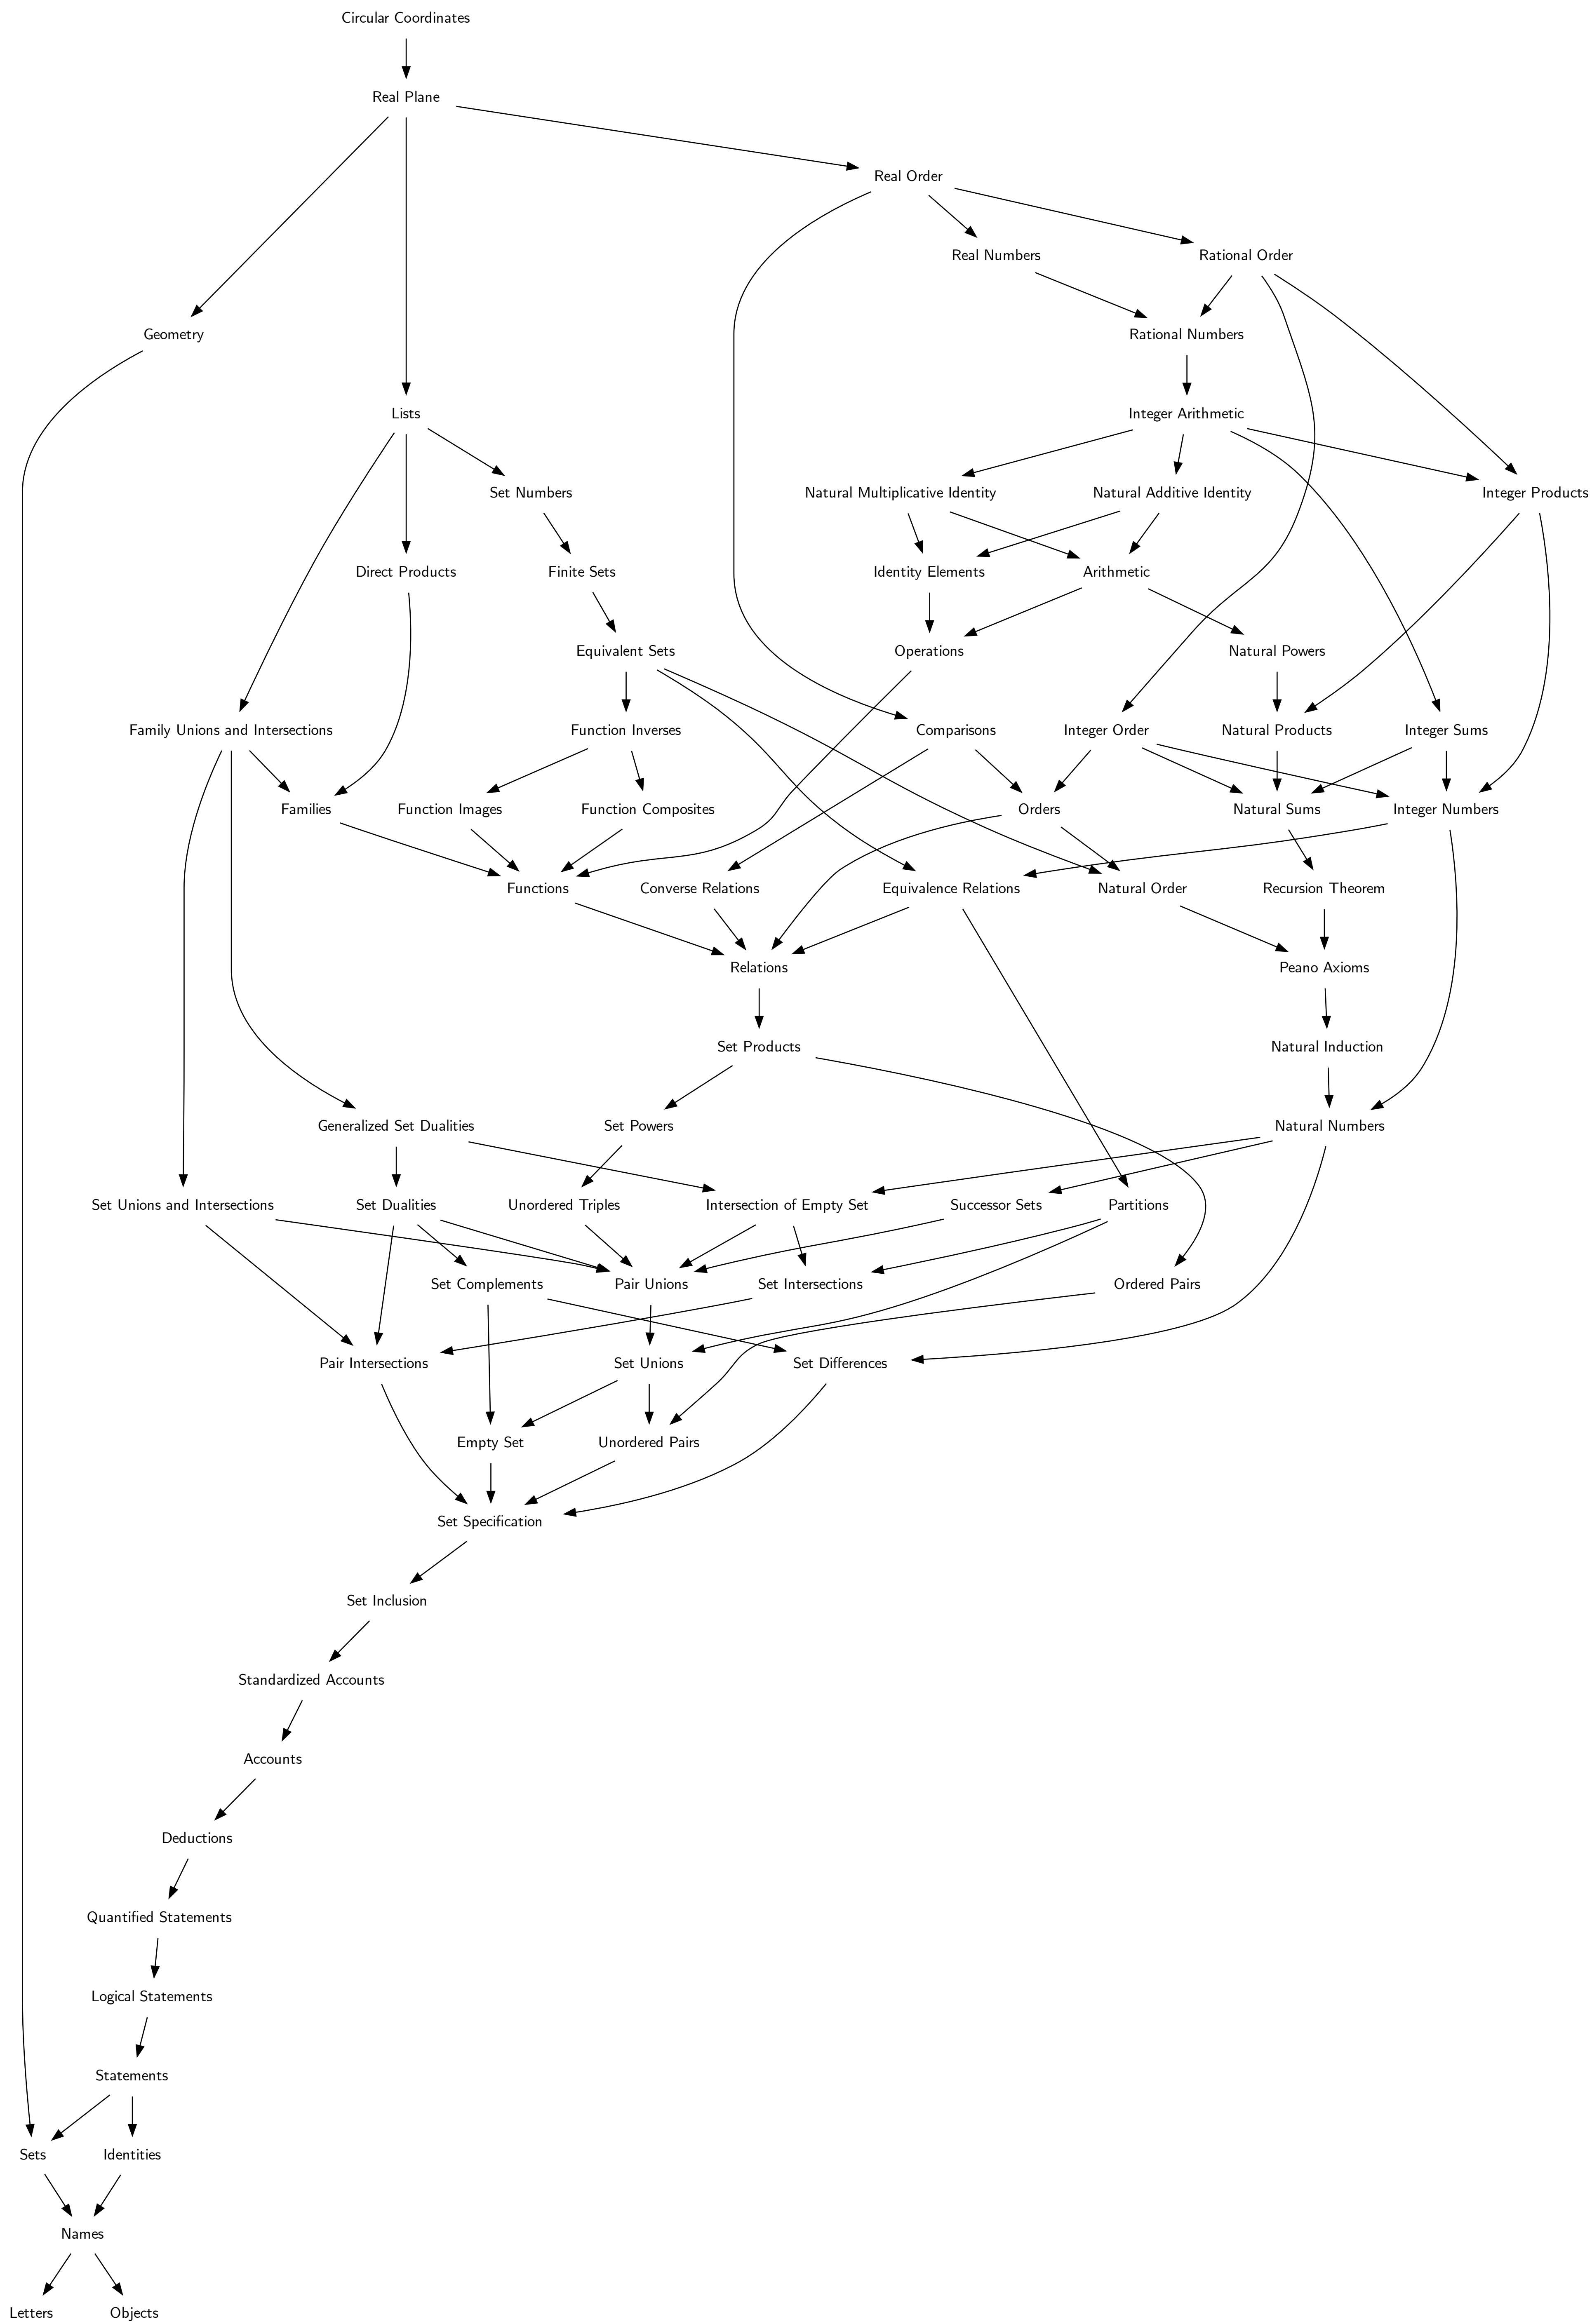 Circular Coordinates
Real Plane
Real Order
Real Numbers
Rational Order
Geometry
Rational Numbers
Lists
Integer Arithmetic
Set Numbers
Natural Multiplicative Identity
Natural Additive Identity
Integer Products
Direct Products
Finite Sets
Identity Elements
Arithmetic
Equivalent Sets
Operations
Natural Powers
Family Unions and Intersections
Function Inverses
Comparisons
Integer Order
Natural Products
Integer Sums
Families
Function Images
Function Composites
Orders
Natural Sums
Integer Numbers
Functions
Converse Relations
Equivalence Relations
Natural Order
Recursion Theorem
Relations
Peano Axioms
Set Products
Natural Induction
Generalized Set Dualities
Set Powers
Natural Numbers
Set Unions and Intersections
Set Dualities
Unordered Triples
Intersection of Empty Set
Successor Sets
Partitions
Set Complements
Pair Unions
Set Intersections
Ordered Pairs
Pair Intersections
Set Unions
Set Differences
Empty Set
Unordered Pairs
Set Specification
Set Inclusion
Standardized Accounts
Accounts
Deductions
Quantified Statements
Logical Statements
Statements
Sets
Identities
Names
Letters
Objects